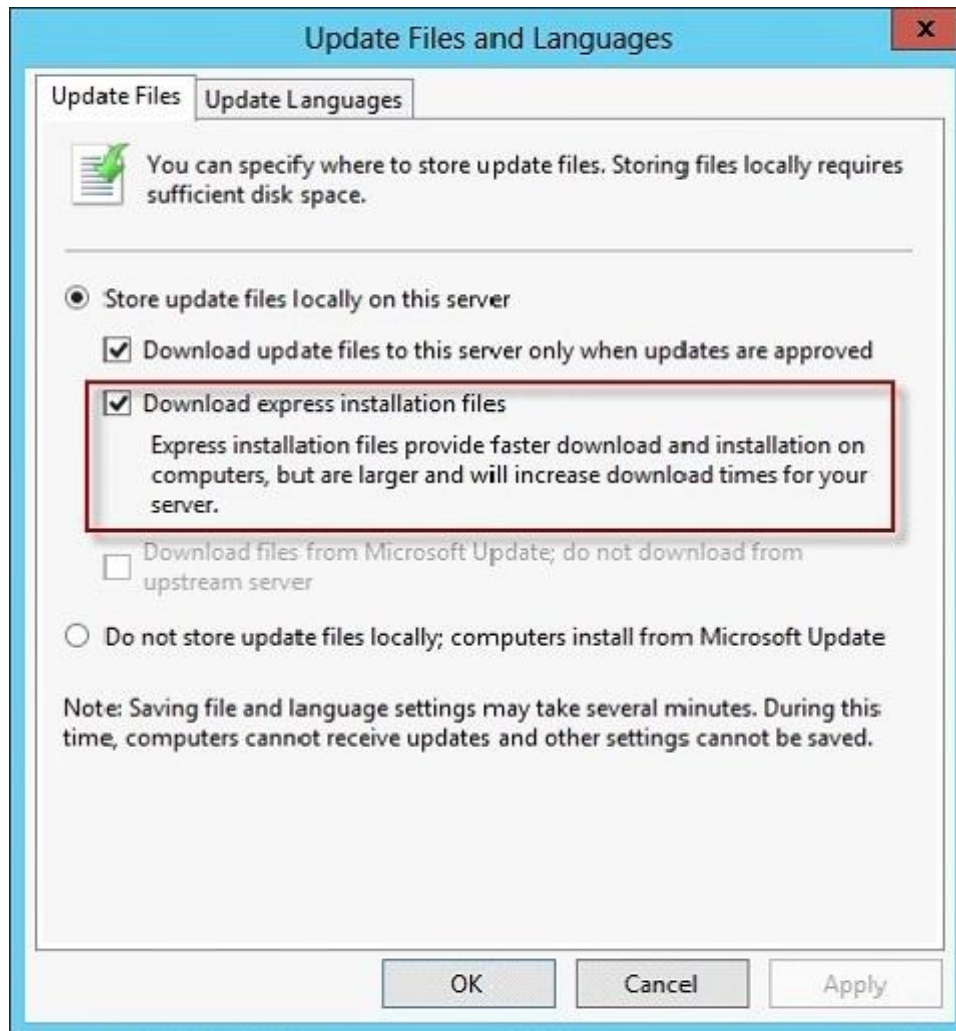 Update Files and Languages
x
Update Files
Update Languages
You can specify where to store update files. Storing files locally requires
sufficient disk space.
Store update files locally on this server
Download update files to this server only when updates are approved
Download express installation files
Express installation files provide faster download and installation on
computers, but are larger and will increase download times for your
server.
Download files from Microsoft Update; do not download from
upstream server
Do not store update files locally; computers install from Microsoft Update
Note: Saving file and language settings may take several minutes. During this
time, computers cannot receive updates and other settings cannot be saved.
OK
Cancel
Apply